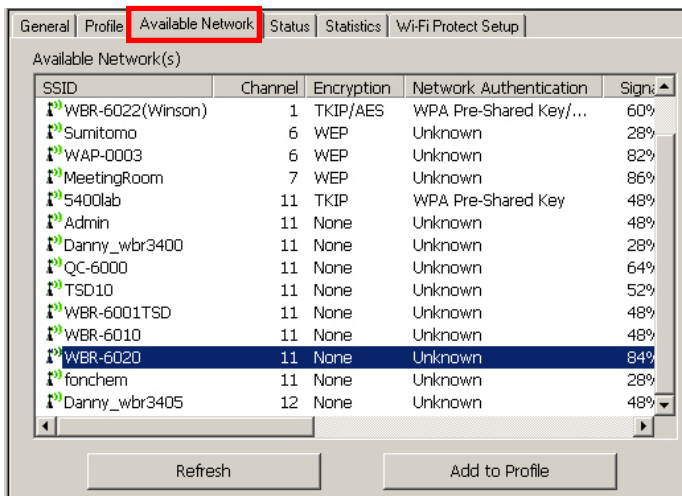 General Profile Available Network Status Statistics Wi-Fi Protect Setup
Available Network(s)
SSID Channel Encryption Network Authentication Signa
WBR-6022(Winson) 1 TKIP/AES WPA Pre-Shared Key/... 60%
Sumitomo 6 WEP Unknown 28%
WAP-0003 6 WEP Unknown 82%
MeetingRoom 7 WEP Unknown 86%
5400lab 11 TKIP WPA Pre-Shared Key 48%
Admin 11 None Unknown 48%
Danny_wbr3400 11 None Unknown 28%
QC-6000 11 None Unknown 64%
TSD10 11 None Unknown 52%
WBR-6001TSD 11 None Unknown 48%
WBR-6010 11 None Unknown 48%
WBR-6020 11 None Unknown 84%
fonchem 11 None Unknown 28%
Danny_wbr3405 12 None Unknown 48%
Refresh Add to Profile